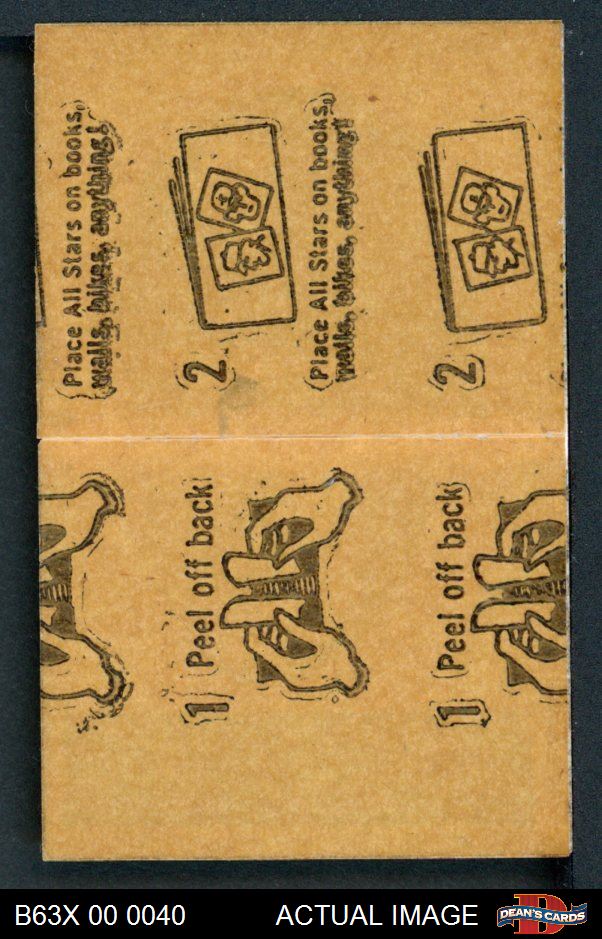 Place All Stars on books,
walls, bikes, anything!
2
Place All Stars on books,
walls, bikes, anything!!
2
1 Peel off back
1 Peel off back
B63X 00 0040
ACTUAL IMAGE
DEAN'S CARDS